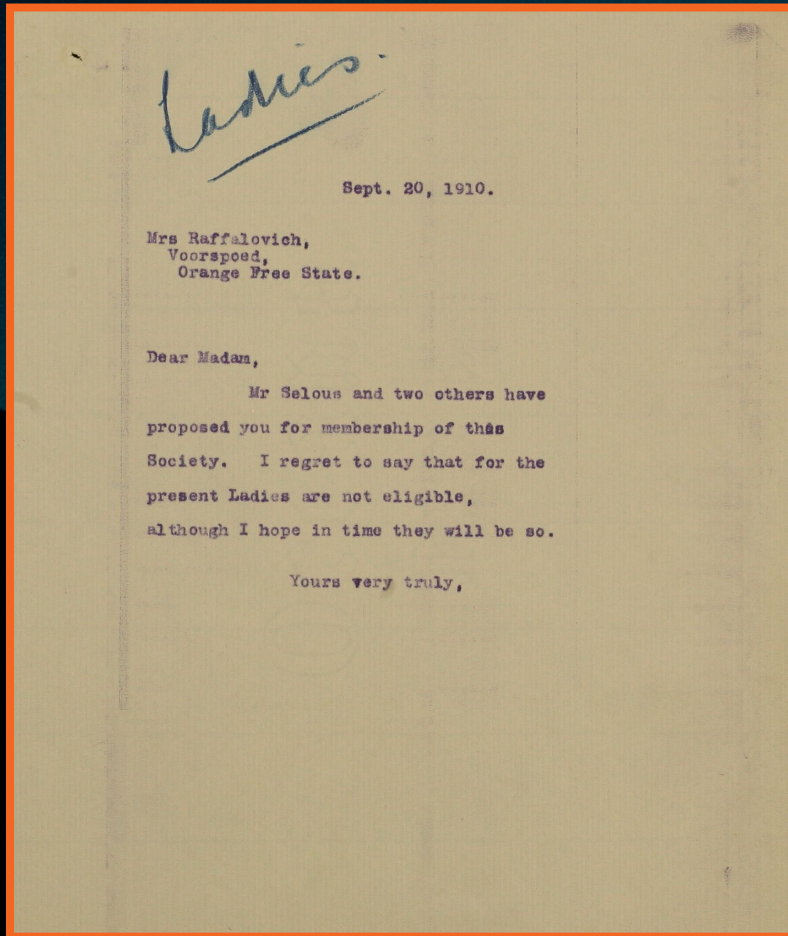 Ladies.
Sept. 20, 1910.
Mrs Raffalovich,
Voorspoed,
Orange Free State.
Dear Madam,
Mr Selous and two others have
proposed you for membership of this
Society. I regret to say that for the
present Ladies are not eligible,
although I hope in time they will be so.
Yours very truly,